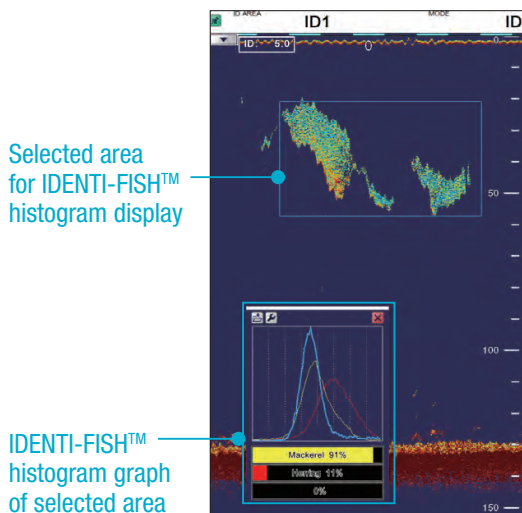 ID AREA
MODE
ID1
ID
ID: 5.0
0
Selected area
for IDENTI-FISH™
histogram display
50
100
IDENTI-FISH™
histogram graph
of selected area
Mackerel 91%
Herring 11%
0%
150